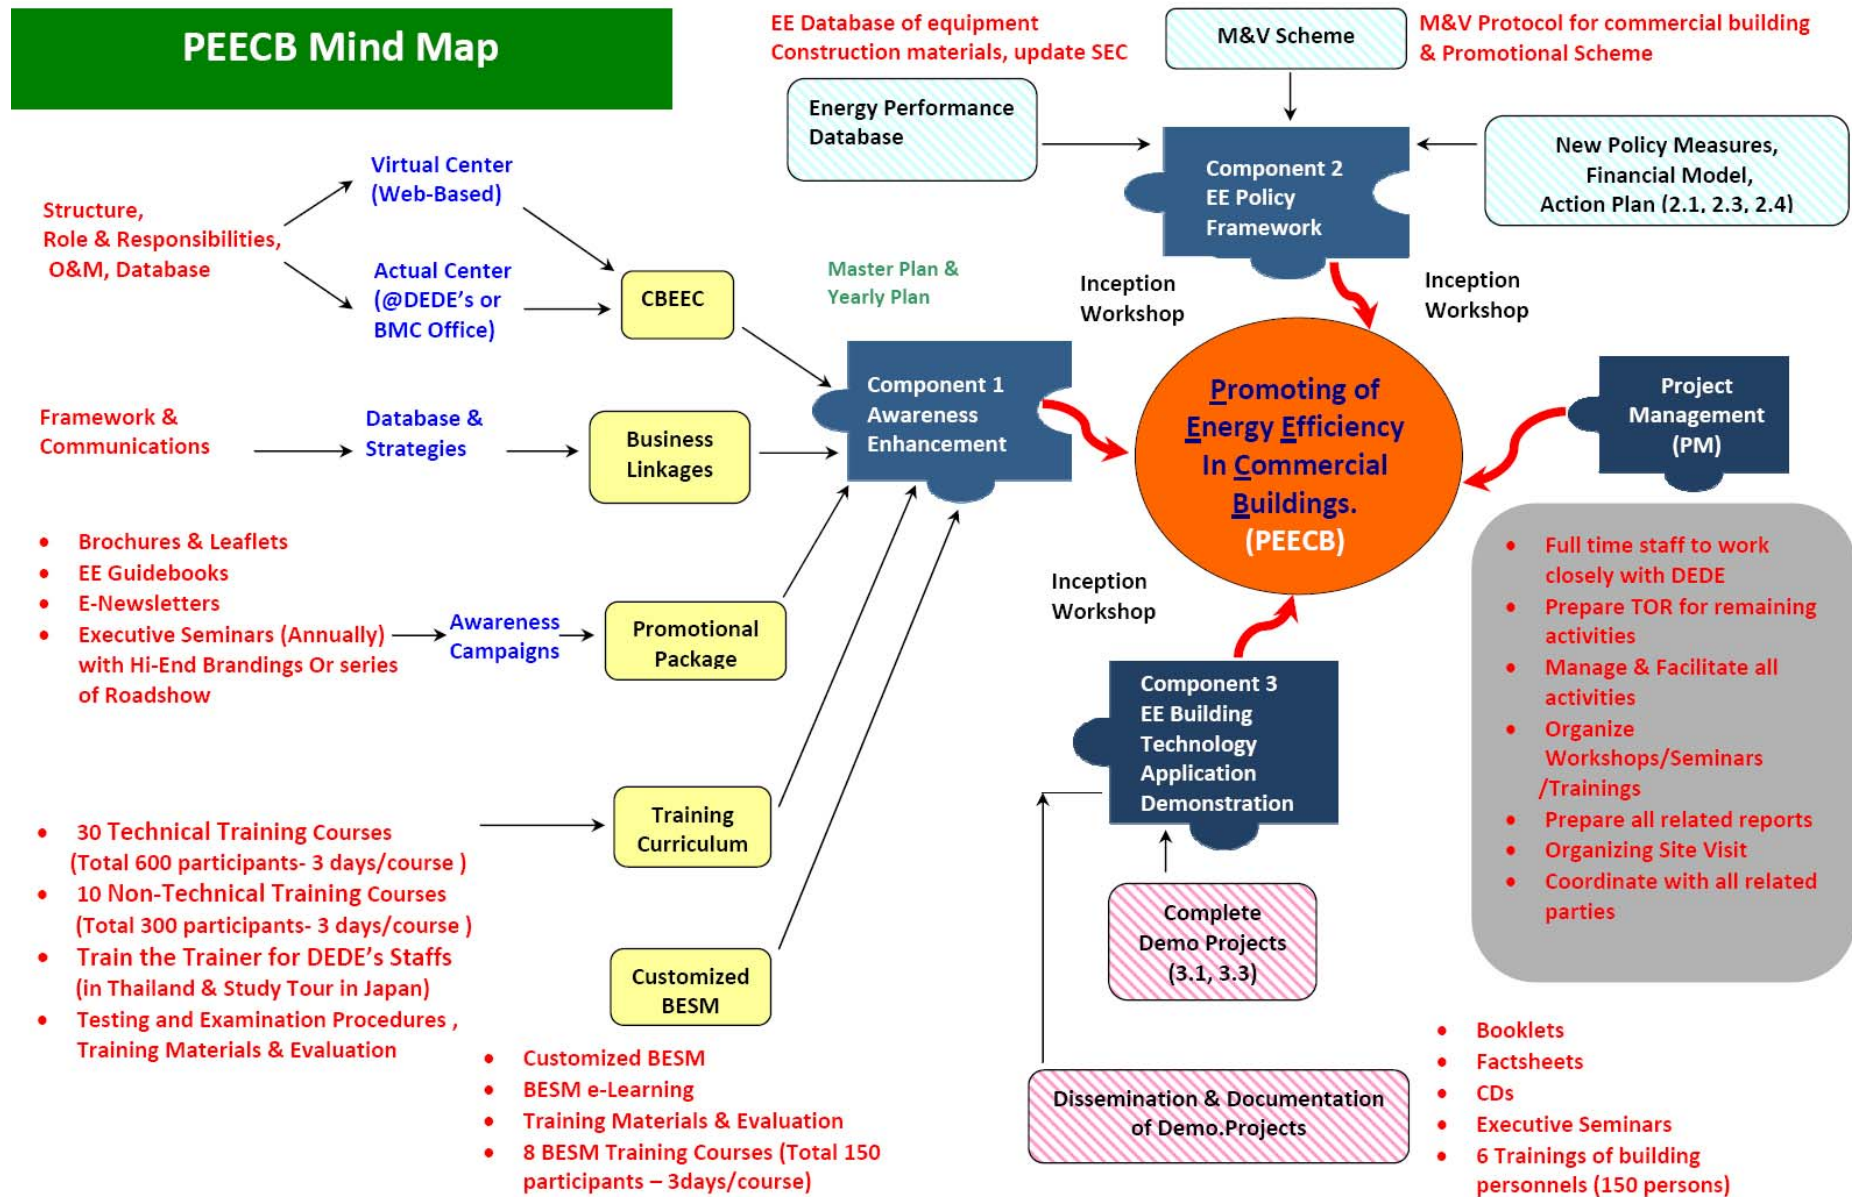 PEECB Mind Map
EE Database of equipment
Construction materials, update SEC
M&V Scheme
M&V Protocol for commercial building
& Promotional Scheme
Energy Performance
Database
Component 2
EE Policy
Framework
New Policy Measures,
Financial Model,
Action Plan (2.1, 2.3, 2.4)
Virtual Center
(Web-Based)
Structure,
Role & Responsibilities,
O&M, Database
Actual Center
(@DEDE's or
BMC Office)
CBEEC
Master Plan &
Yearly Plan
Inception
Workshop
Inception
Workshop
Component 1
Awareness
Enhancement
Promoting of
Energy Efficiency
In Commercial
Buildings.
(PEECB)
Project
Management
(PM)
Framework &
Communications
Database &
Strategies
Business
Linkages
• Brochures & Leaflets
• EE Guidebooks
• E-Newsletters
• Executive Seminars (Annually)
with Hi-End Brandings Or series
of Roadshow
Awareness
Campaigns
Promotional
Package
Inception
Workshop
Component 3
EE Building
Technology
Application
Demonstration
• Full time staff to work
closely with DEDE
• Prepare TOR for remaining
activities
• Manage & Facilitate all
activities
• Organize
Workshops/Seminars
/Trainings
• Prepare all related reports
• Organizing Site Visit
• Coordinate with all related
parties
• 30 Technical Training Courses
(Total 600 participants- 3 days/course )
• 10 Non-Technical Training Courses
(Total 300 participants- 3 days/course )
• Train the Trainer for DEDE's Staffs
(in Thailand & Study Tour in Japan)
• Testing and Examination Procedures ,
Training Materials & Evaluation
Training
Curriculum
Customized
BESM
• Customized BESM
• BESM e-Learning
• Training Materials & Evaluation
• 8 BESM Training Courses (Total 150
participants – 3days/course)
Complete
Demo Projects
(3.1, 3.3)
Dissemination & Documentation
of Demo.Projects
• Booklets
• Factsheets
• CDs
• Executive Seminars
• 6 Trainings of building
personnels (150 persons)